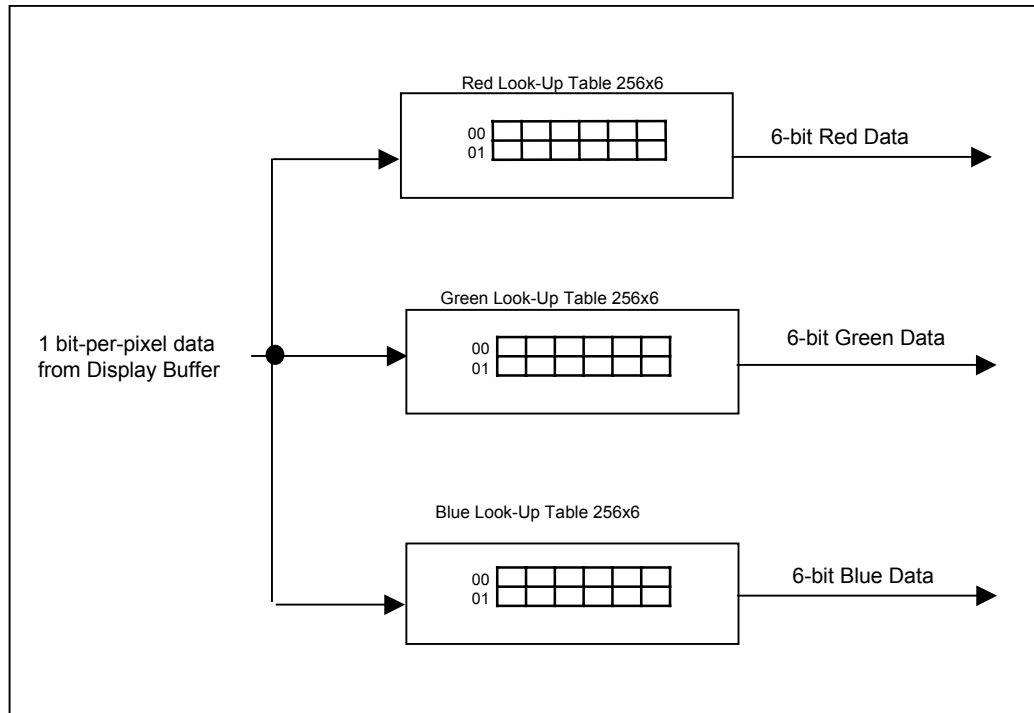 Red Look-Up Table 256x6
00
01
6-bit Red Data
Green Look-Up Table 256x6
00
01
6-bit Green Data
1 bit-per-pixel data
from Display Buffer
Blue Look-Up Table 256x6
00
01
6-bit Blue Data